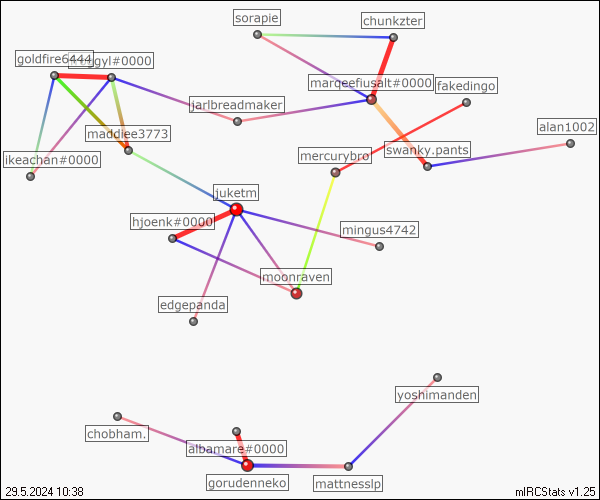 sorapie
chunkzter
goldfire6444
ggyl#0000
marqeefiusalt#0000
fakedingo
jarlbreadmaker
maddiee3773
alan1002
ikeachan#0000
mercurybro
swanky.pants
juketm
hjoenk#0000
mingus4742
moonraven
edgepanda
yoshimanden
chobham.
albamare#0000
gorudenneko
mattnesslp
29.5.2024 10:38
mIRCStats v1.25